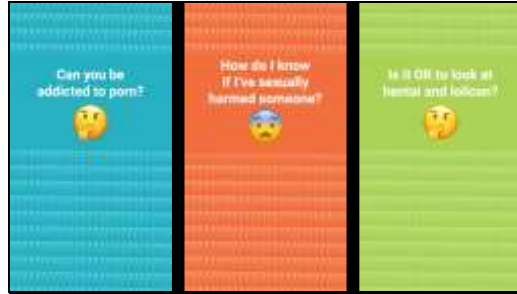 Can you be
addicted to porn?
How do I know
if I've sexually
harmed someone?
Is it OK to look at
hentai and lolicon?